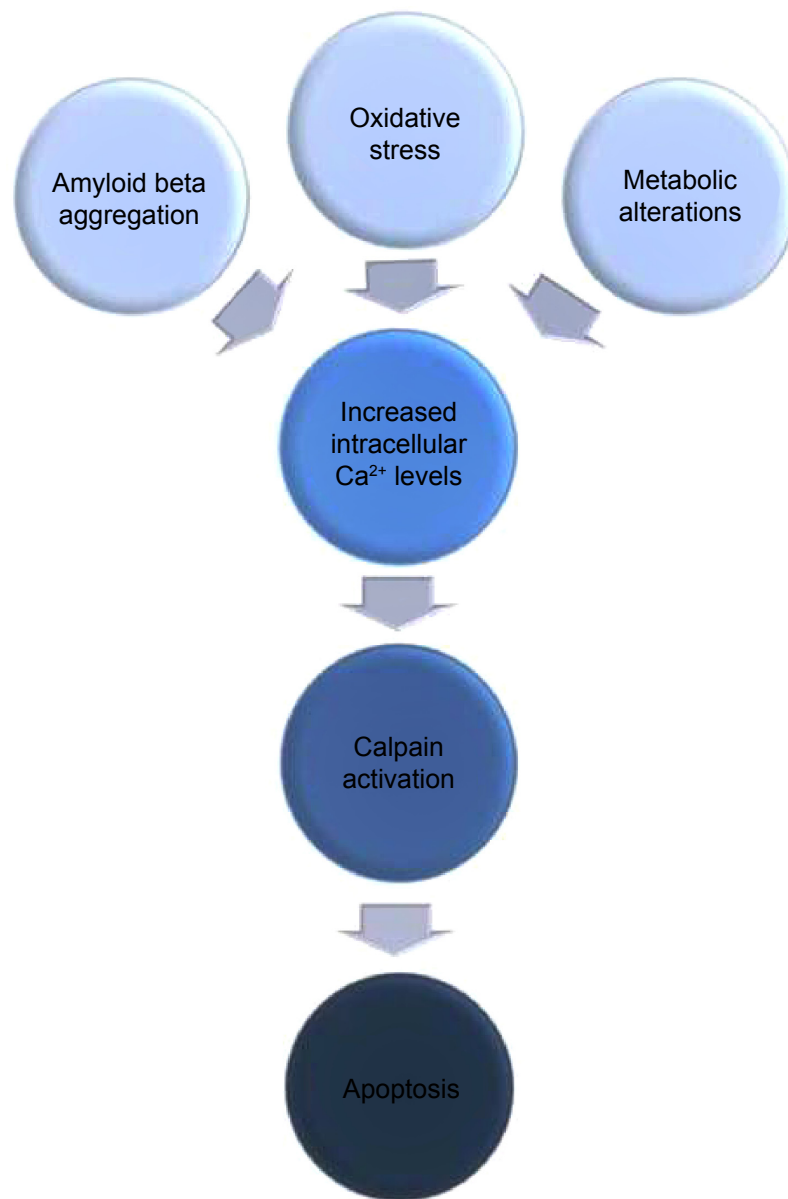 Amyloid beta
aggregation
Oxidative
stress
Metabolic
alterations
Increased
intracellular
Ca²⁺ levels
Calpain
activation
Apoptosis